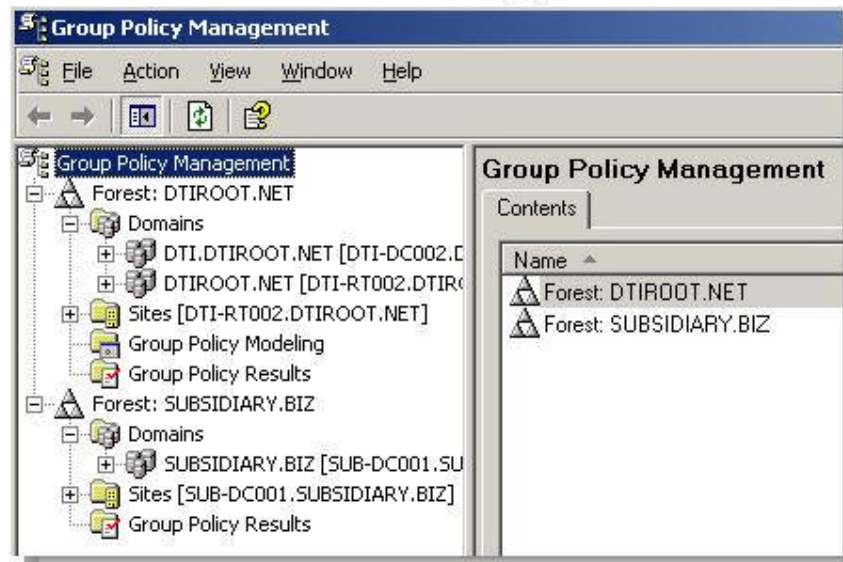 Group Policy Management
File Action View Window Help
Group Policy Management
Forest: DTIROOT.NET
Domains
DTI.DTIROOT.NET [DTI-DC002.D
DTIROOT.NET [DTI-RT002.DTIR
Sites [DTI-RT002.DTIROOT.NET]
Group Policy Modeling
Group Policy Results
Forest: SUBSIDIARY.BIZ
Domains
SUBSIDIARY.BIZ [SUB-DC001.SU
Sites [SUB-DC001.SUBSIDIARY.BIZ]
Group Policy Results
Group Policy Management
Contents
Name
Forest: DTIROOT.NET
Forest: SUBSIDIARY.BIZ